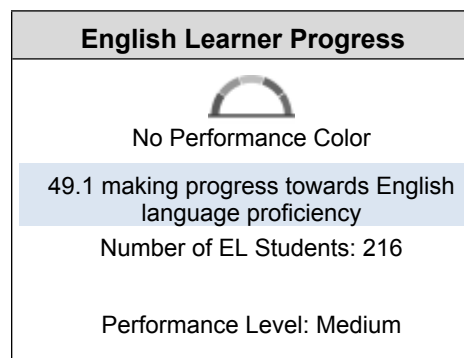 English Learner Progress
No Performance Color
49.1 making progress towards English
language proficiency
Number of EL Students: 216
Performance Level: Medium